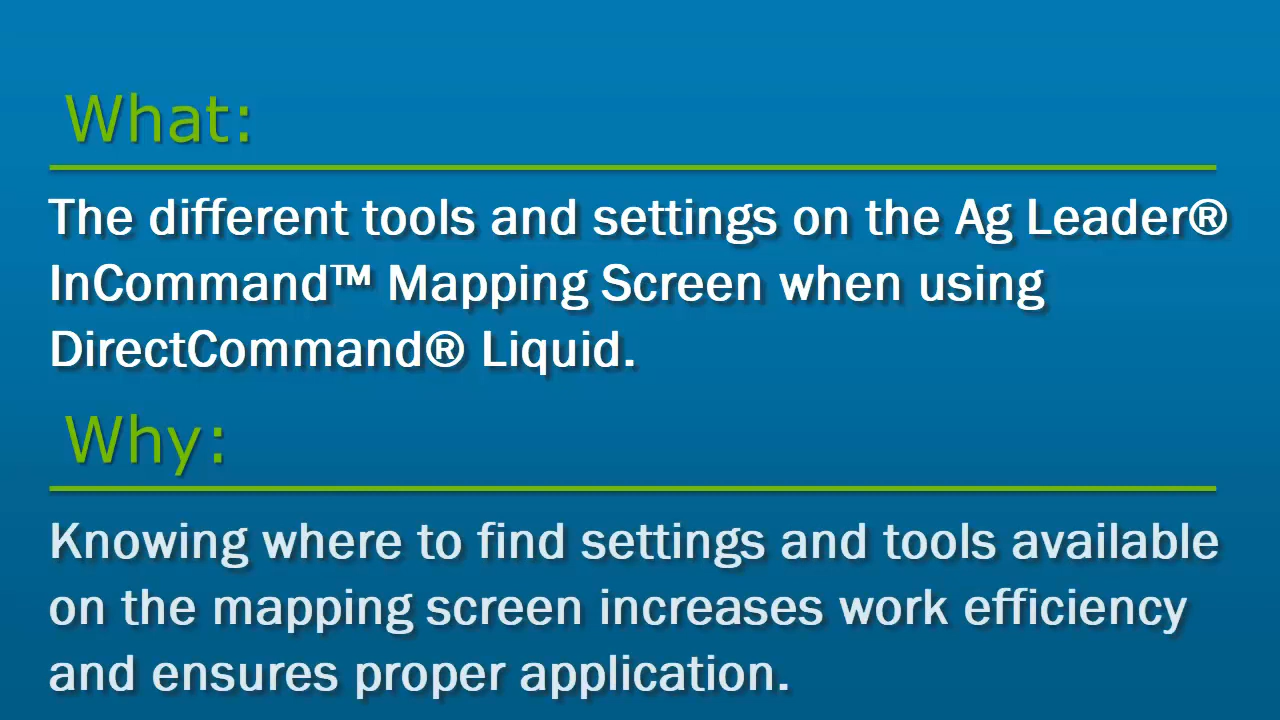 What:
The different tools and settings on the Ag Leader®
InCommand™ Mapping Screen when using
DirectCommand® Liquid.
Why:
Knowing where to find settings and tools available
on the mapping screen increases work efficiency
and ensures proper application.